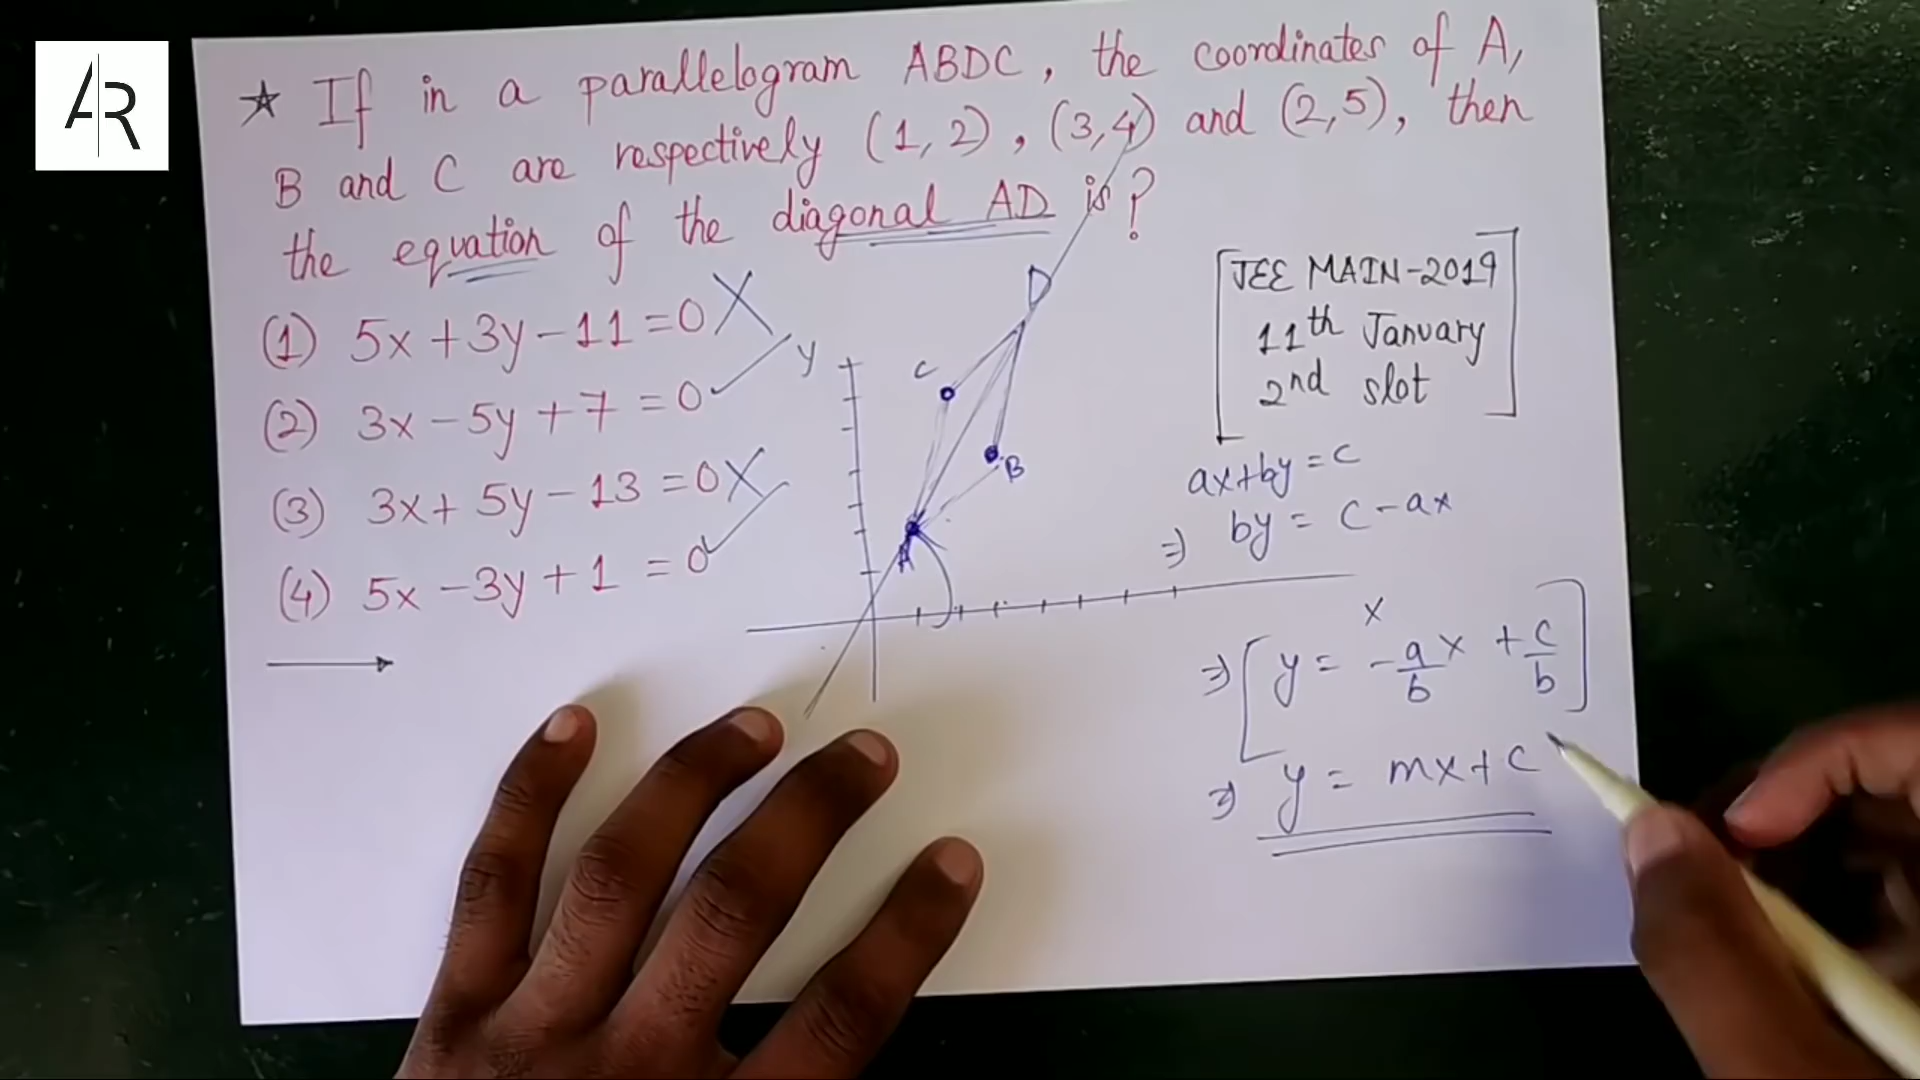 AR
☆ If in a parallelogram ABDC, the coordinates of A,
B and C are respectively (1,2), (3,4) and (2,5), then
the equation of the diagonal AD is?
(1) 5x+3y-11=0 X
(2) 3x-5y+7=0 ✓
(3) 3x+5y-13=0 X
(4) 5x-3y+1=0 ✓
y
C
D
B
A
x
[JEE MAIN-2019
11th January
2nd slot]
ax+by=c
⇒ by = c-ax
⇒ [y = -a/b x + c/b]
⇒ y = mx+c